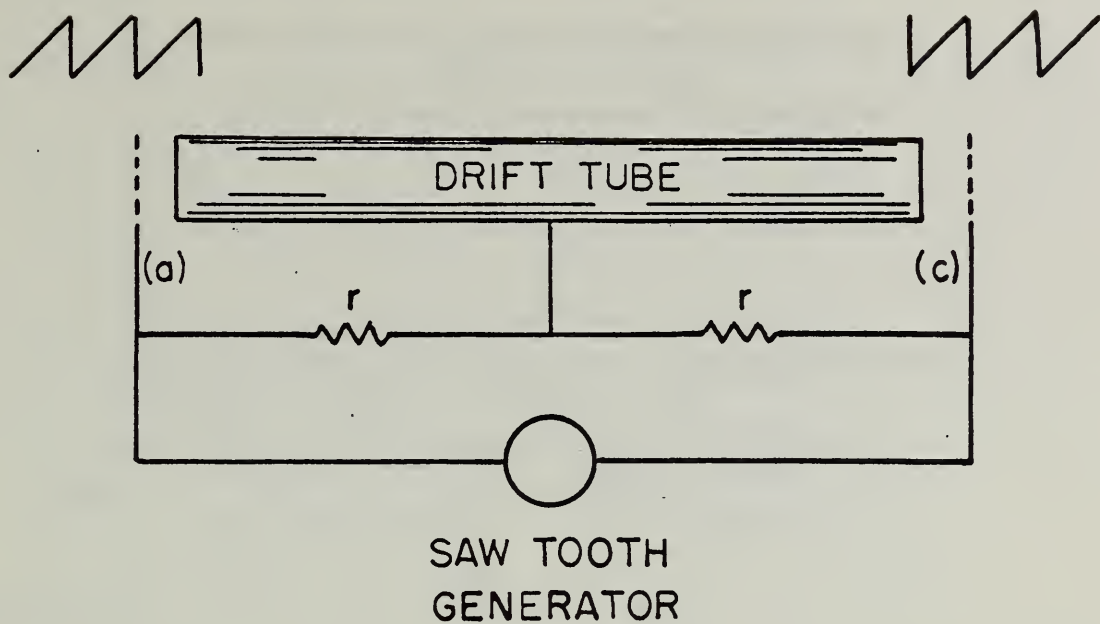 DRIFT TUBE
(a)
(c)
r
r
SAW TOOTH
GENERATOR